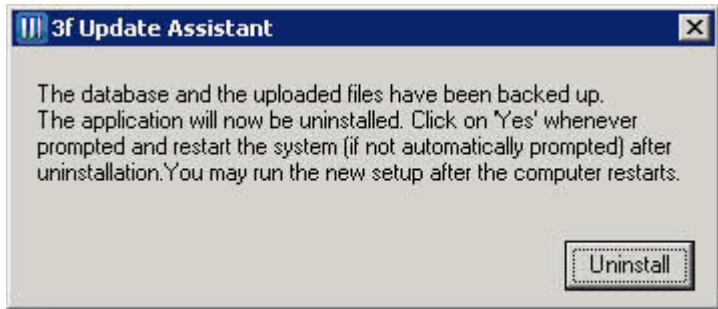 3f Update Assistant
The database and the uploaded files have been backed up.
The application will now be uninstalled. Click on 'Yes' whenever
prompted and restart the system (if not automatically prompted) after
uninstallation.You may run the new setup after the computer restarts.
Uninstall